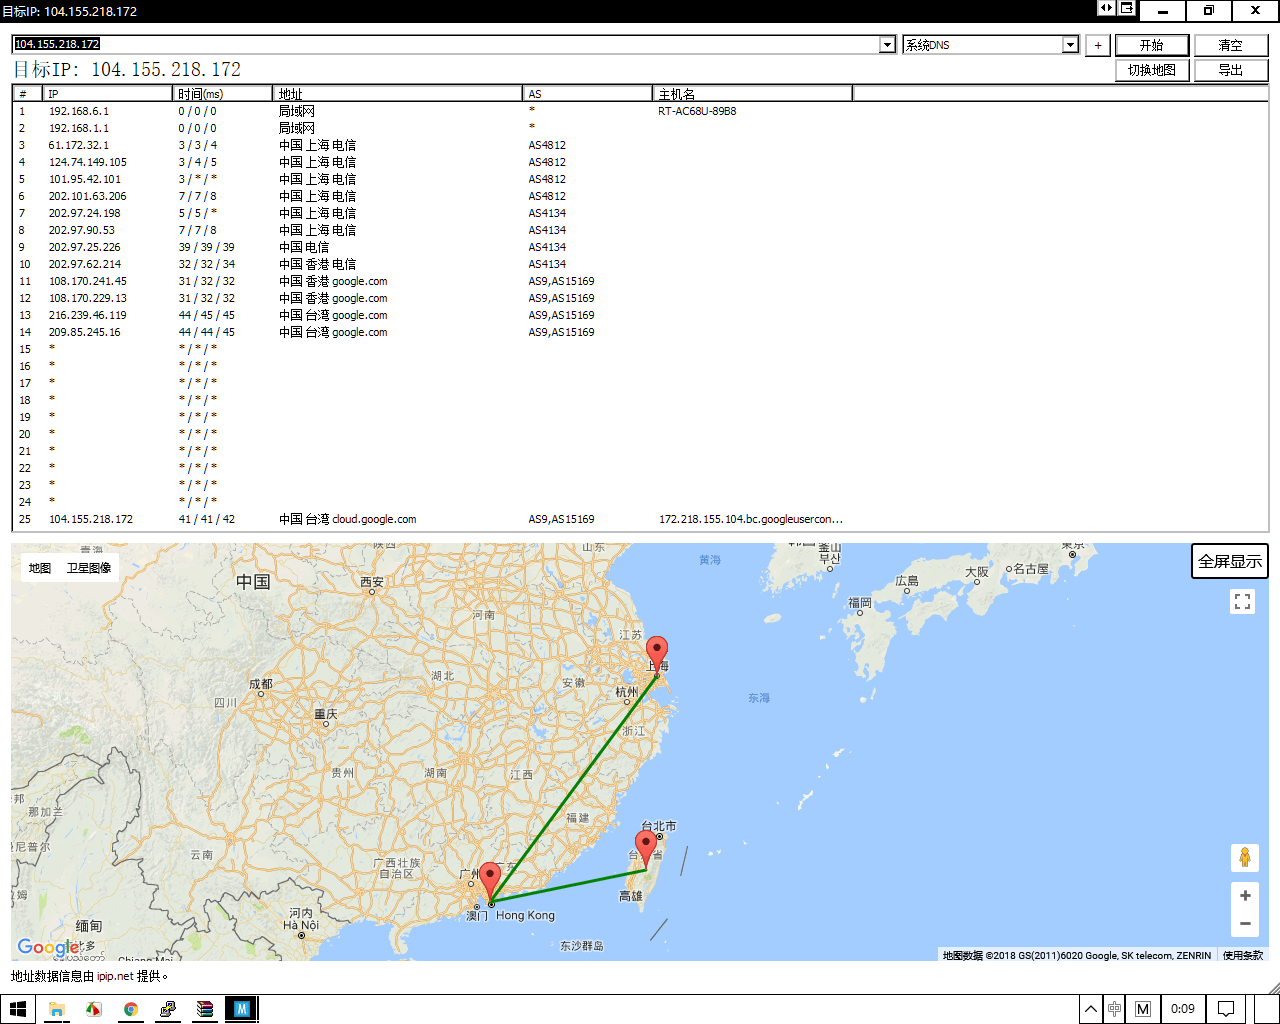 目标IP: 104.155.218.172
104.155.218.172 系统DNS + 开始 清空
目标IP: 104.155.218.172 切换地图 导出
# IP 时间(ms) 地址 AS 主机名
1 192.168.6.1 0 / 0 / 0 局域网 * RT-AC68U-89B8
2 192.168.1.1 0 / 0 / 0 局域网 *
3 61.172.32.1 3 / 3 / 4 中国 上海 电信 AS4812
4 124.74.149.105 3 / 4 / 5 中国 上海 电信 AS4812
5 101.95.42.101 3 / * / * 中国 上海 电信 AS4812
6 202.101.63.206 7 / 7 / 8 中国 上海 电信 AS4812
7 202.97.24.198 5 / 5 / * 中国 上海 电信 AS4134
8 202.97.90.53 7 / 7 / 8 中国 上海 电信 AS4134
9 202.97.25.226 39 / 39 / 39 中国 电信 AS4134
10 202.97.62.214 32 / 32 / 34 中国 香港 电信 AS4134
11 108.170.241.45 31 / 32 / 32 中国 香港 google.com AS9,AS15169
12 108.170.229.13 31 / 32 / 32 中国 香港 google.com AS9,AS15169
13 216.239.46.119 44 / 45 / 45 中国 台湾 google.com AS9,AS15169
14 209.85.245.16 44 / 44 / 45 中国 台湾 google.com AS9,AS15169
15 * * / * / *
16 * * / * / *
17 * * / * / *
18 * * / * / *
19 * * / * / *
20 * * / * / *
21 * * / * / *
22 * * / * / *
23 * * / * / *
24 * * / * / *
25 104.155.218.172 41 / 41 / 42 中国 台湾 cloud.google.com AS9,AS15169 172.218.155.104.bc.googleusercon...
青海 陕西 山东 黄海 釜山 东京
부산
地图 卫星图像 全屏显示
中国 西安 広島 大阪 名古屋
福岡
河南 江苏
上海
成都 湖北 安徽 杭州 东海
四川
重庆 浙江
贵州 湖南 江西
那加兰
福建 台北市
云南 广西壮族
自治区
广州 广东
高雄
澳门 Hong Kong
河内
Hà Nội
缅甸
东沙群岛
Google
Chiang Mai
地图数据 ©2018 GS(2011)6020 Google, SK telecom, ZENRIN 使用条款
地址数据信息由 ipip.net 提供。
中 M 0:09